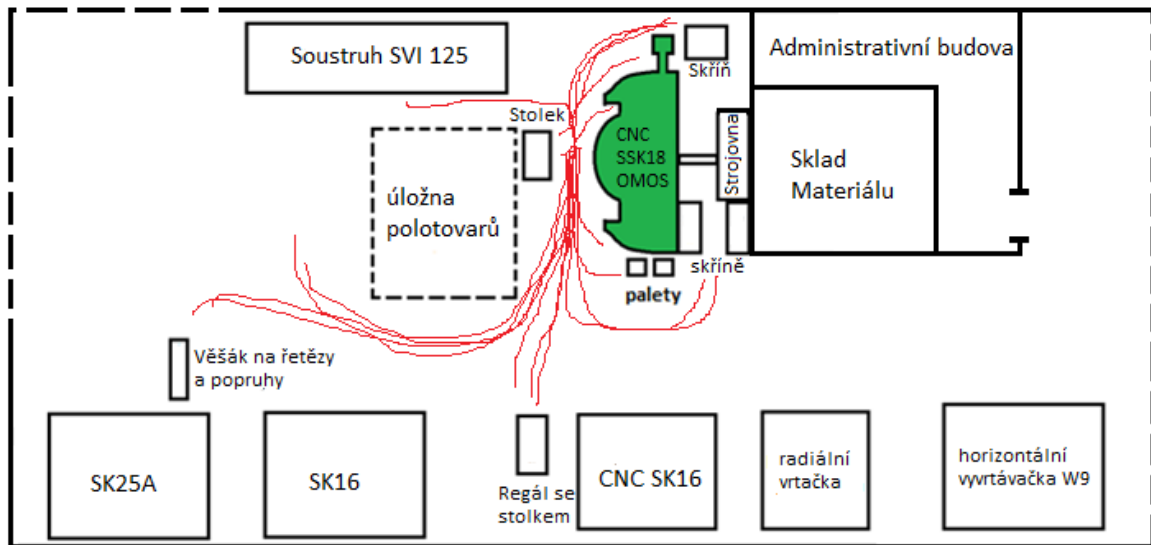 Soustruh SVI 125
Skříň
Administrativní budova
Stolek
CNC
SSK18
OMOS
Strojovna
Sklad
Materiálu
úložna
polotovarů
skříně
palety
Věšák na řetězy
a popruhy
SK25A
SK16
Regál se
stolkem
CNC SK16
radiální
vrtačka
horizontální
vyvrtávačka W9